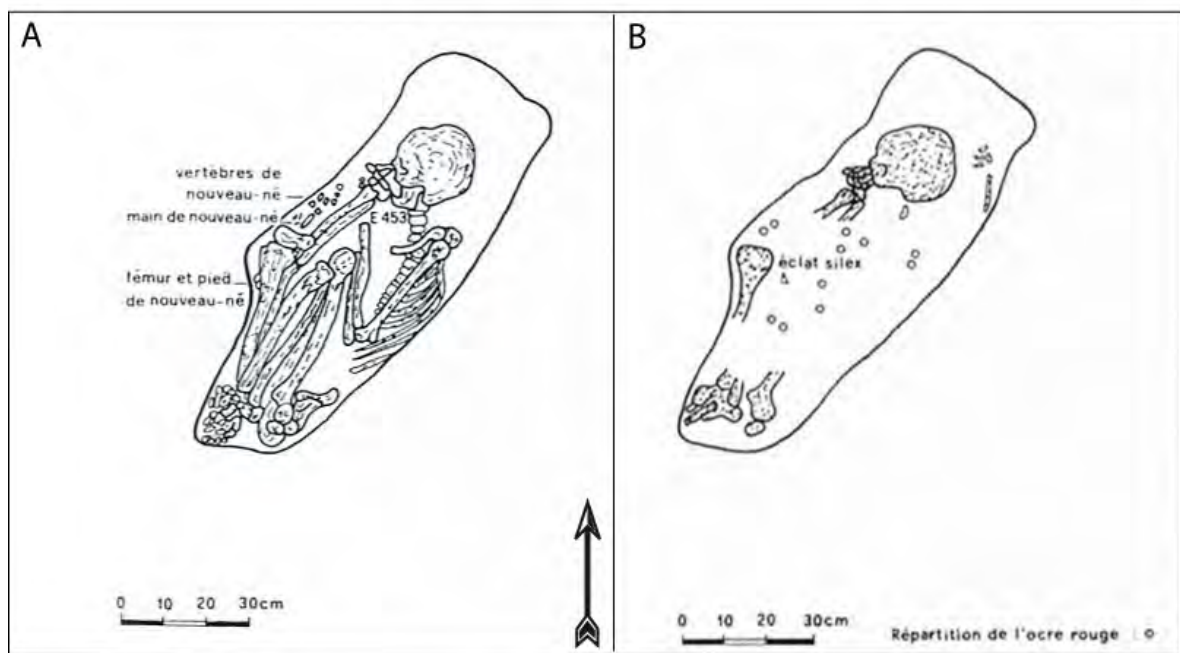 A
vertèbres de
nouveau-né
main de nouveau-né
E 453
fémur et pied
de nouveau-né
0 10 20 30cm
B
éclat silex
0 10 20 30cm
Répartition de l'ocre rouge